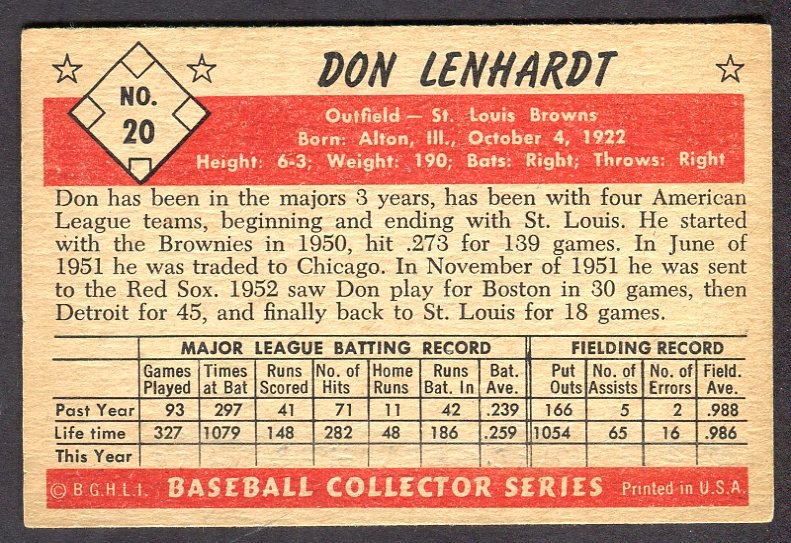 DON LENHARDT
NO.
20
Outfield — St. Louis Browns
Born: Alton, Ill., October 4, 1922
Height: 6-3; Weight: 190; Bats: Right; Throws: Right
Don has been in the majors 3 years, has been with four American
League teams, beginning and ending with St. Louis. He started
with the Brownies in 1950, hit .273 for 139 games. In June of
1951 he was traded to Chicago. In November of 1951 he was sent
to the Red Sox. 1952 saw Don play for Boston in 30 games, then
Detroit for 45, and finally back to St. Louis for 18 games.
MAJOR LEAGUE BATTING RECORD FIELDING RECORD
Games Times Runs No. of Home Runs Bat. Put No. of No. of Field.
Played at Bat Scored Hits Runs Bat. In Ave. Outs Assists Errors Ave.
Past Year 93 297 41 71 11 42 .239 166 5 2 .988
Life time 327 1079 148 282 48 186 .259 1054 65 16 .986
This Year
© B.G.H.L.I. BASEBALL COLLECTOR SERIES Printed in U.S.A.